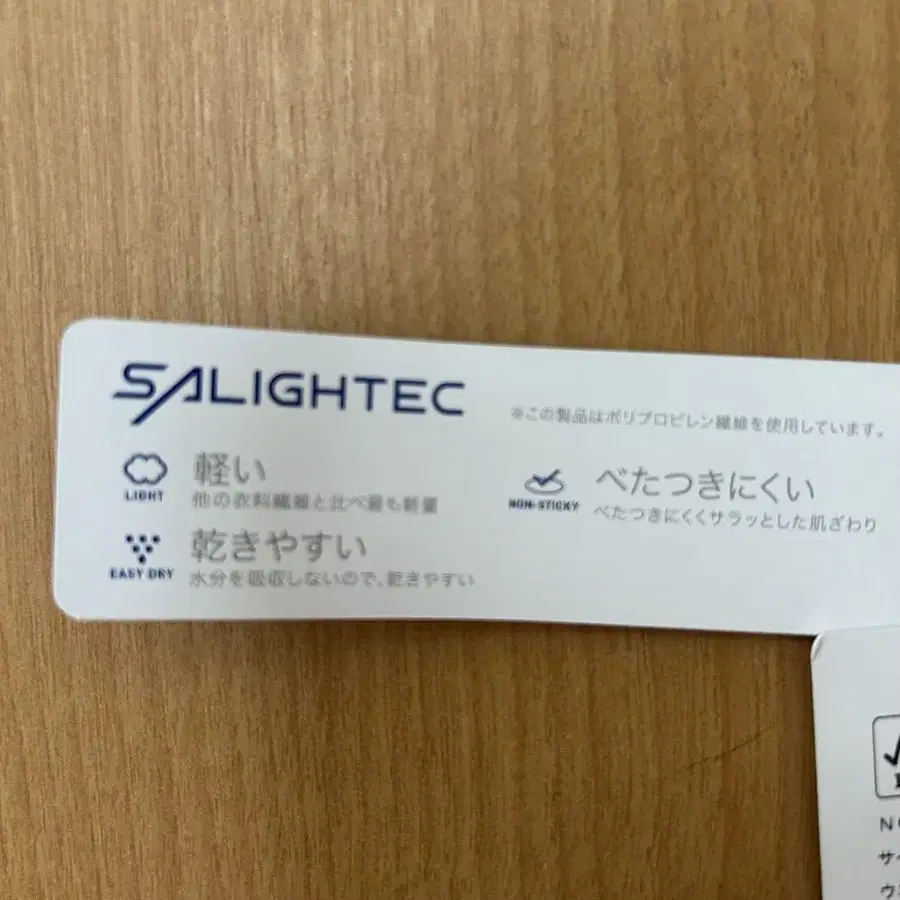 SALIGHTEC
※この製品はポリプロピレン繊維を使用しています。
LIGHT
軽い
他の衣料繊維と比べ最も軽量
NON-STICKY
べたつきにくい
べたつきにくくサラッとした肌ざわり
EASY DRY
乾きやすい
水分を吸収しないので、乾きやすい